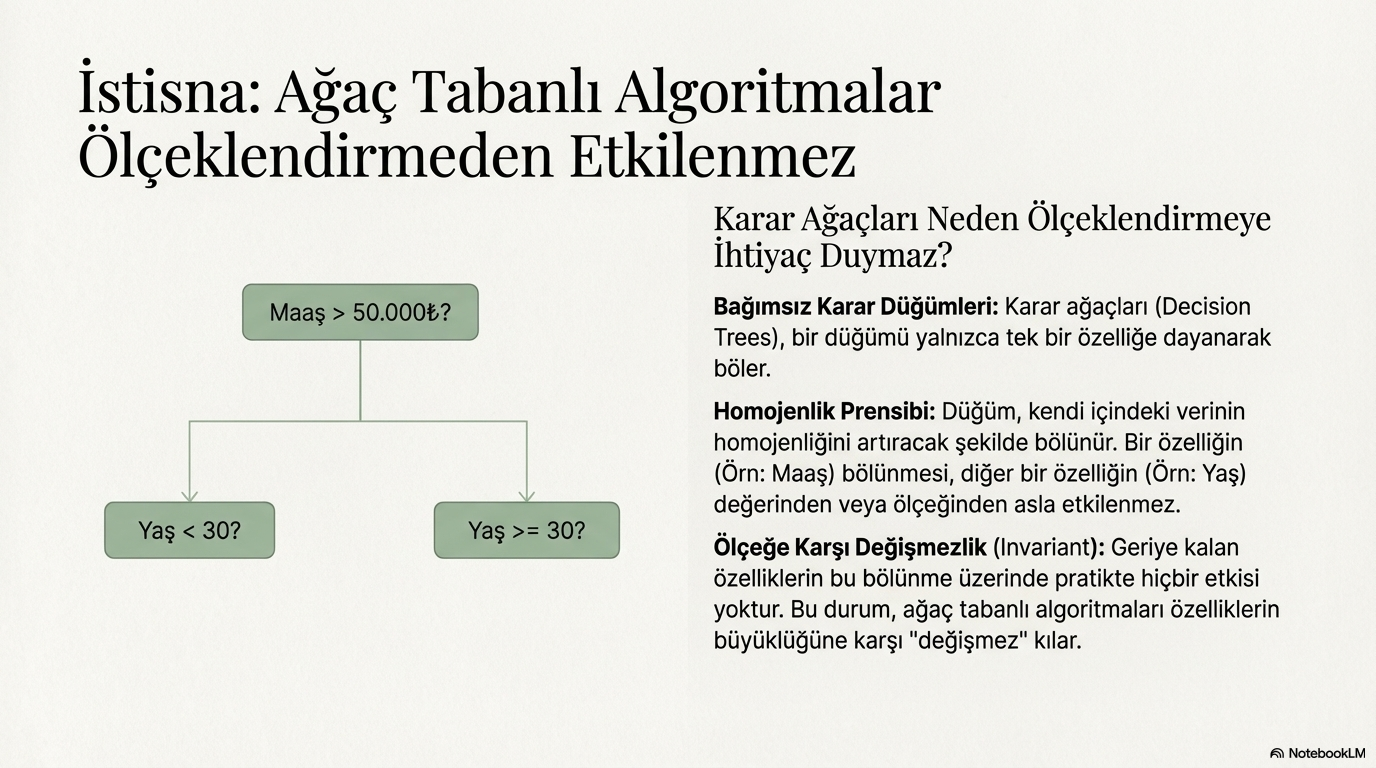 İstisna: Ağaç Tabanlı Algoritmalar
Ölçeklendirmeden Etkilenmez
Maaş > 50.000₺?
Yaş < 30?
Yaş >= 30?
Karar Ağaçları Neden Ölçeklendirmeye
İhtiyaç Duymaz?
Bağımsız Karar Düğümleri: Karar ağaçları (Decision
Trees), bir düğümü yalnızca tek bir özelliğe dayanarak
böler.
Homojenlik Prensibi: Düğüm, kendi içindeki verinin
homojenliğini artıracak şekilde bölünür. Bir özelliğin
(Örn: Maaş) bölünmesi, diğer bir özelliğin (Örn: Yaş)
değerinden veya ölçeğinden asla etkilenmez.
Ölçeğe Karşı Değişmezlik (Invariant): Geriye kalan
özelliklerin bu bölünme üzerinde pratikte hiçbir etkisi
yoktur. Bu durum, ağaç tabanlı algoritmaları özelliklerin
büyüklüğüne karşı "değişmez" kılar.
NotebookLM